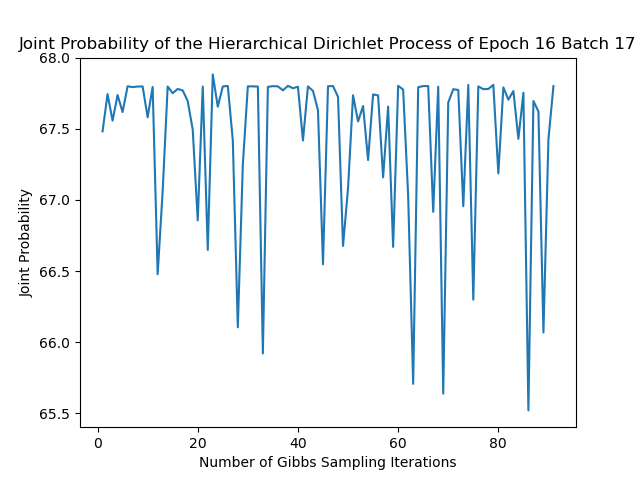 Joint Probability of the Hierarchical Dirichlet Process of Epoch 16 Batch 17
68.0
67.5
67.0
66.5
66.0
65.5
Joint Probability
0 20 40 60 80
Number of Gibbs Sampling Iterations